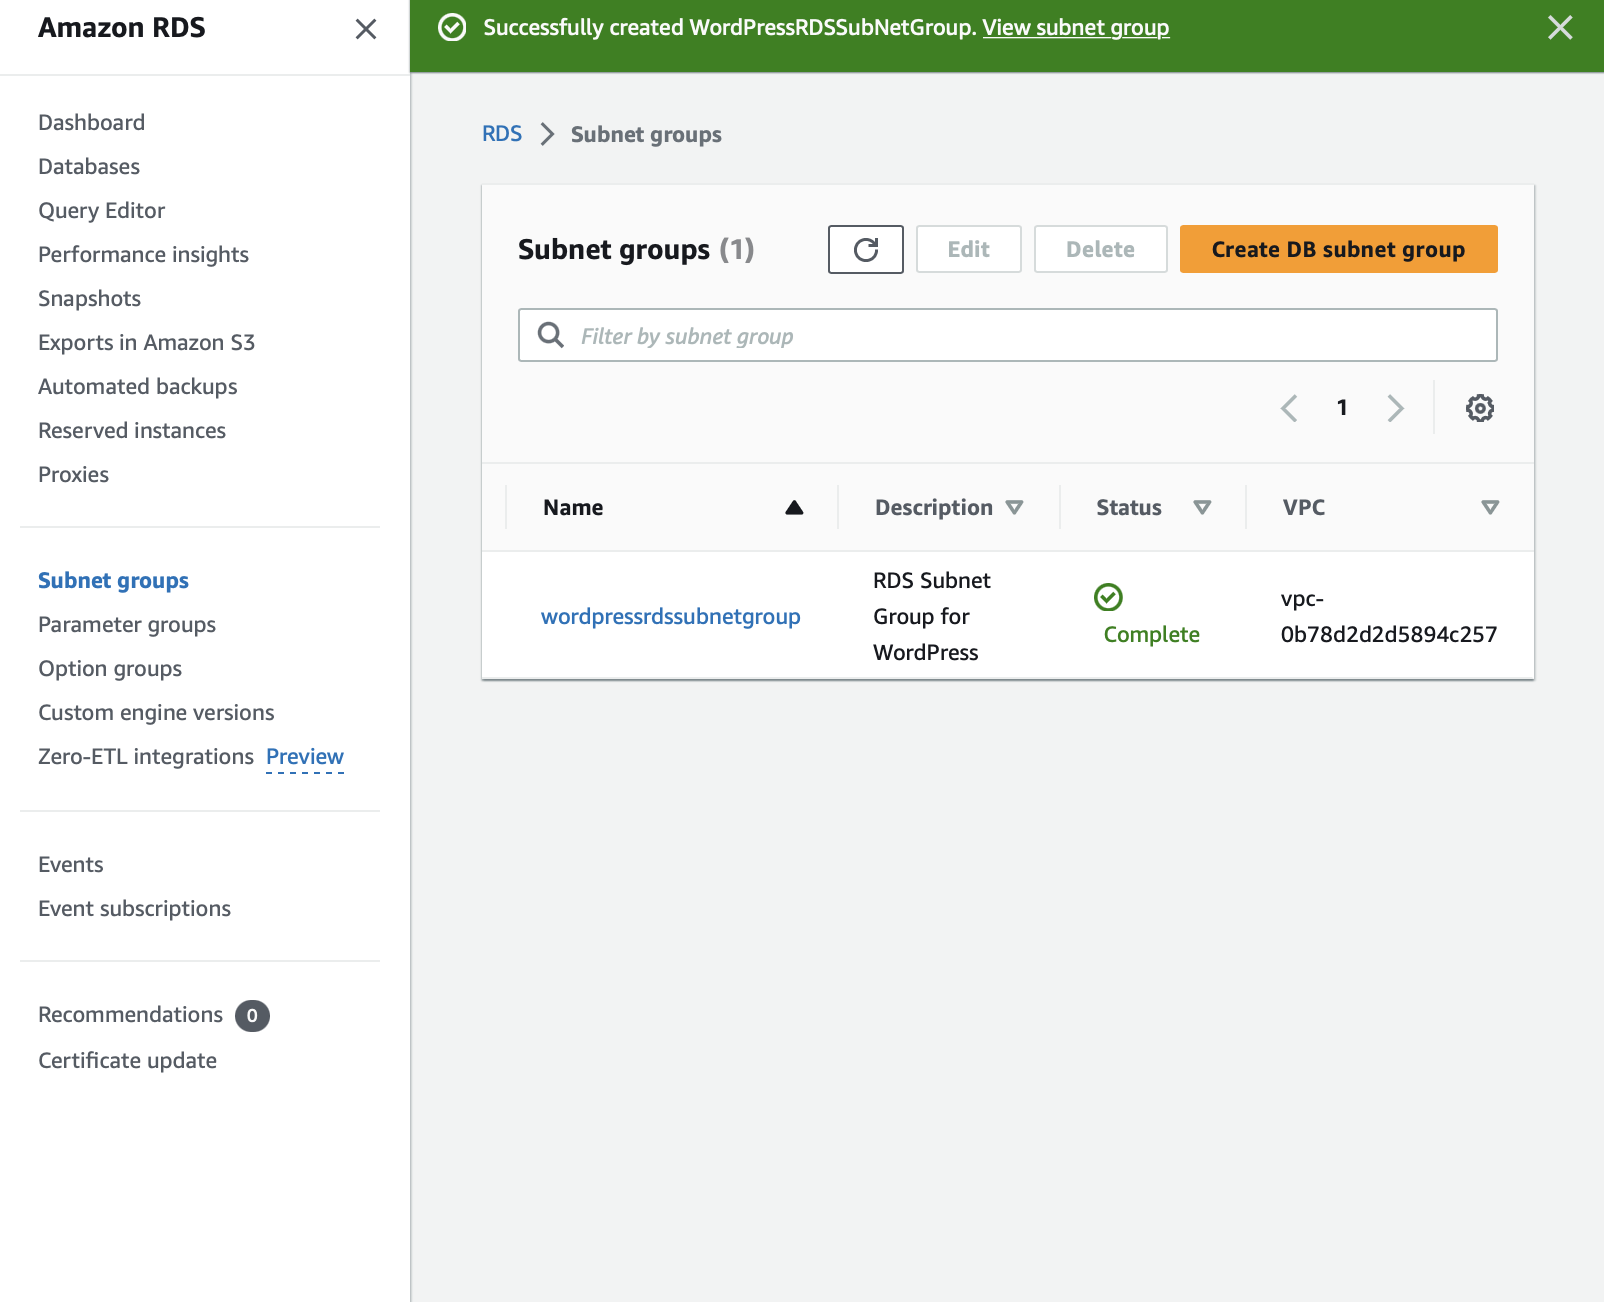 Amazon RDS
Successfully created WordPressRDSSubNetGroup. View subnet group
Dashboard
Databases
Query Editor
Performance insights
Snapshots
Exports in Amazon S3
Automated backups
Reserved instances
Proxies
Subnet groups
Parameter groups
Option groups
Custom engine versions
Zero-ETL integrations Preview
Events
Event subscriptions
Recommendations 0
Certificate update
RDS Subnet groups
Subnet groups (1)
Edit
Delete
Create DB subnet group
Filter by subnet group
1
Name
Description
Status
VPC
wordpressrdssubnetgroup
RDS Subnet
Group for
WordPress
Complete
vpc-
0b78d2d2d5894c257